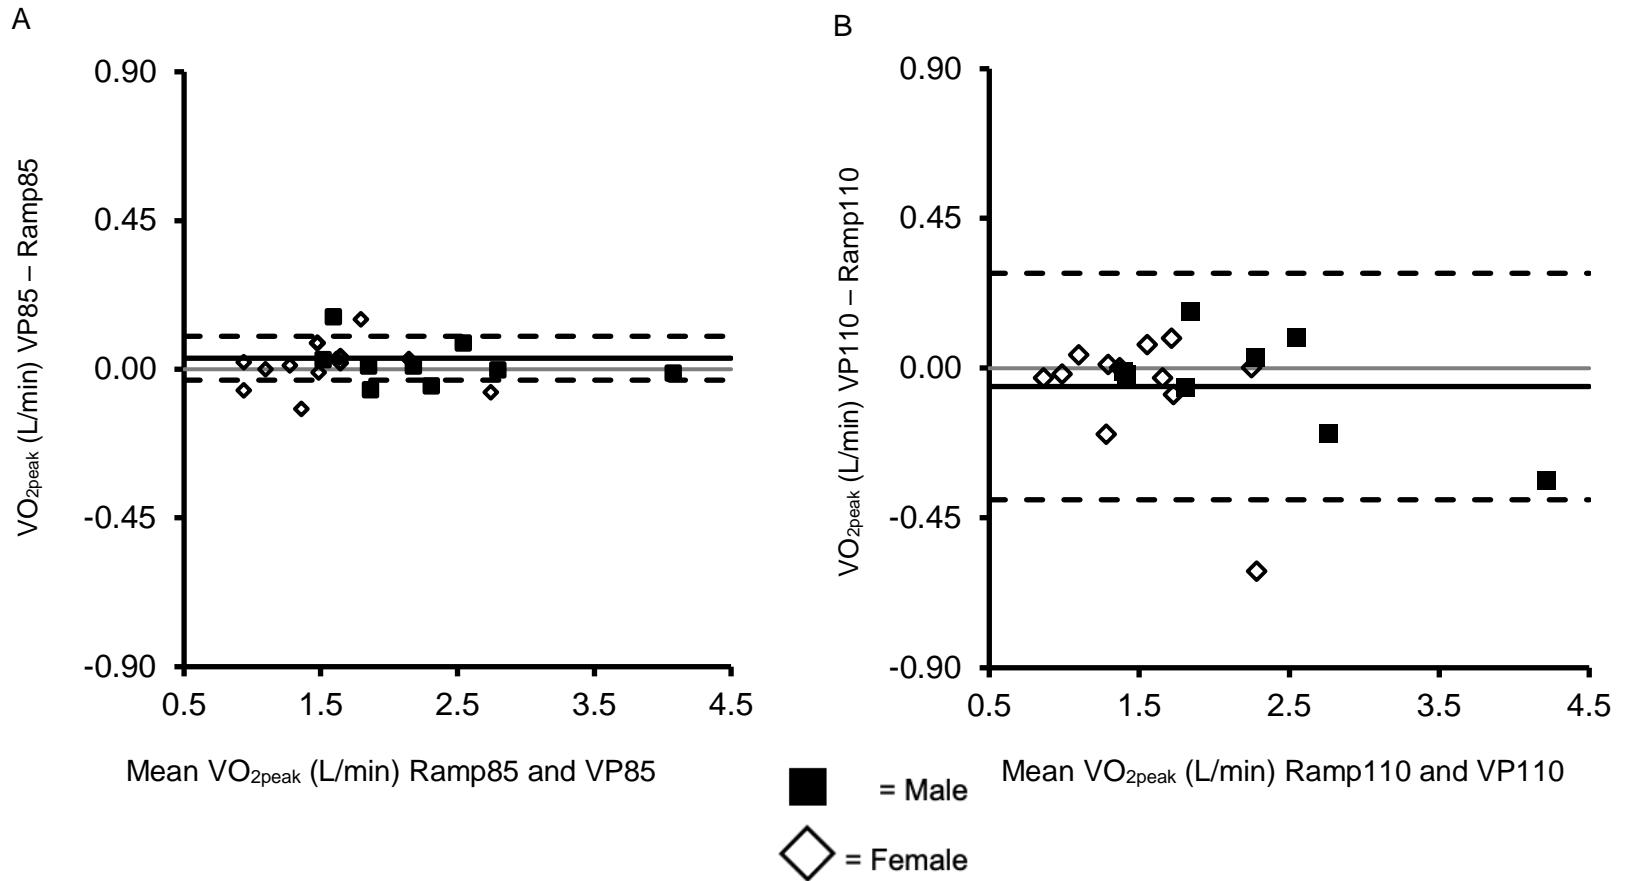 A
B
VO2peak (L/min) VP85 – Ramp85
0.90
0.45
0.00
-0.45
-0.90
0.5 1.5 2.5 3.5 4.5
Mean VO2peak (L/min) Ramp85 and VP85
VO2peak (L/min) VP110 – Ramp110
0.90
0.45
0.00
-0.45
-0.90
0.5 1.5 2.5 3.5 4.5
Mean VO2peak (L/min) Ramp110 and VP110
= Male
= Female